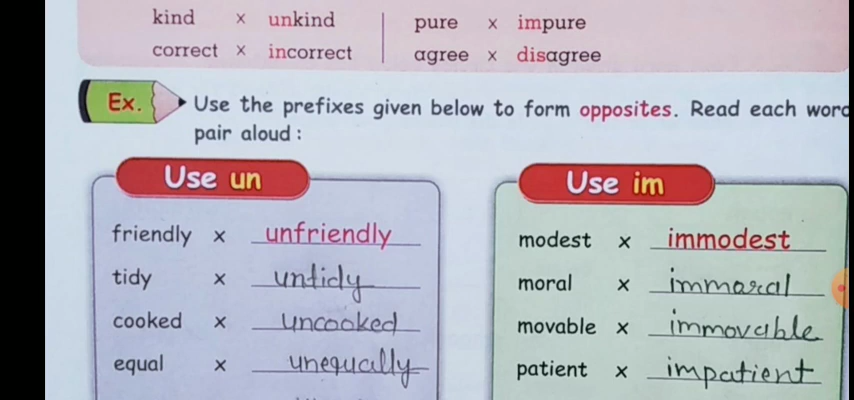 kind x unkind
correct x incorrect
pure x impure
agree x disagree
Ex. Use the prefixes given below to form opposites. Read each word
pair aloud :
Use un
friendly x unfriendly
tidy x untidy
cooked x uncooked
equal x unequally
Use im
modest x immodest
moral x immaral
movable x immovable
patient x impatient